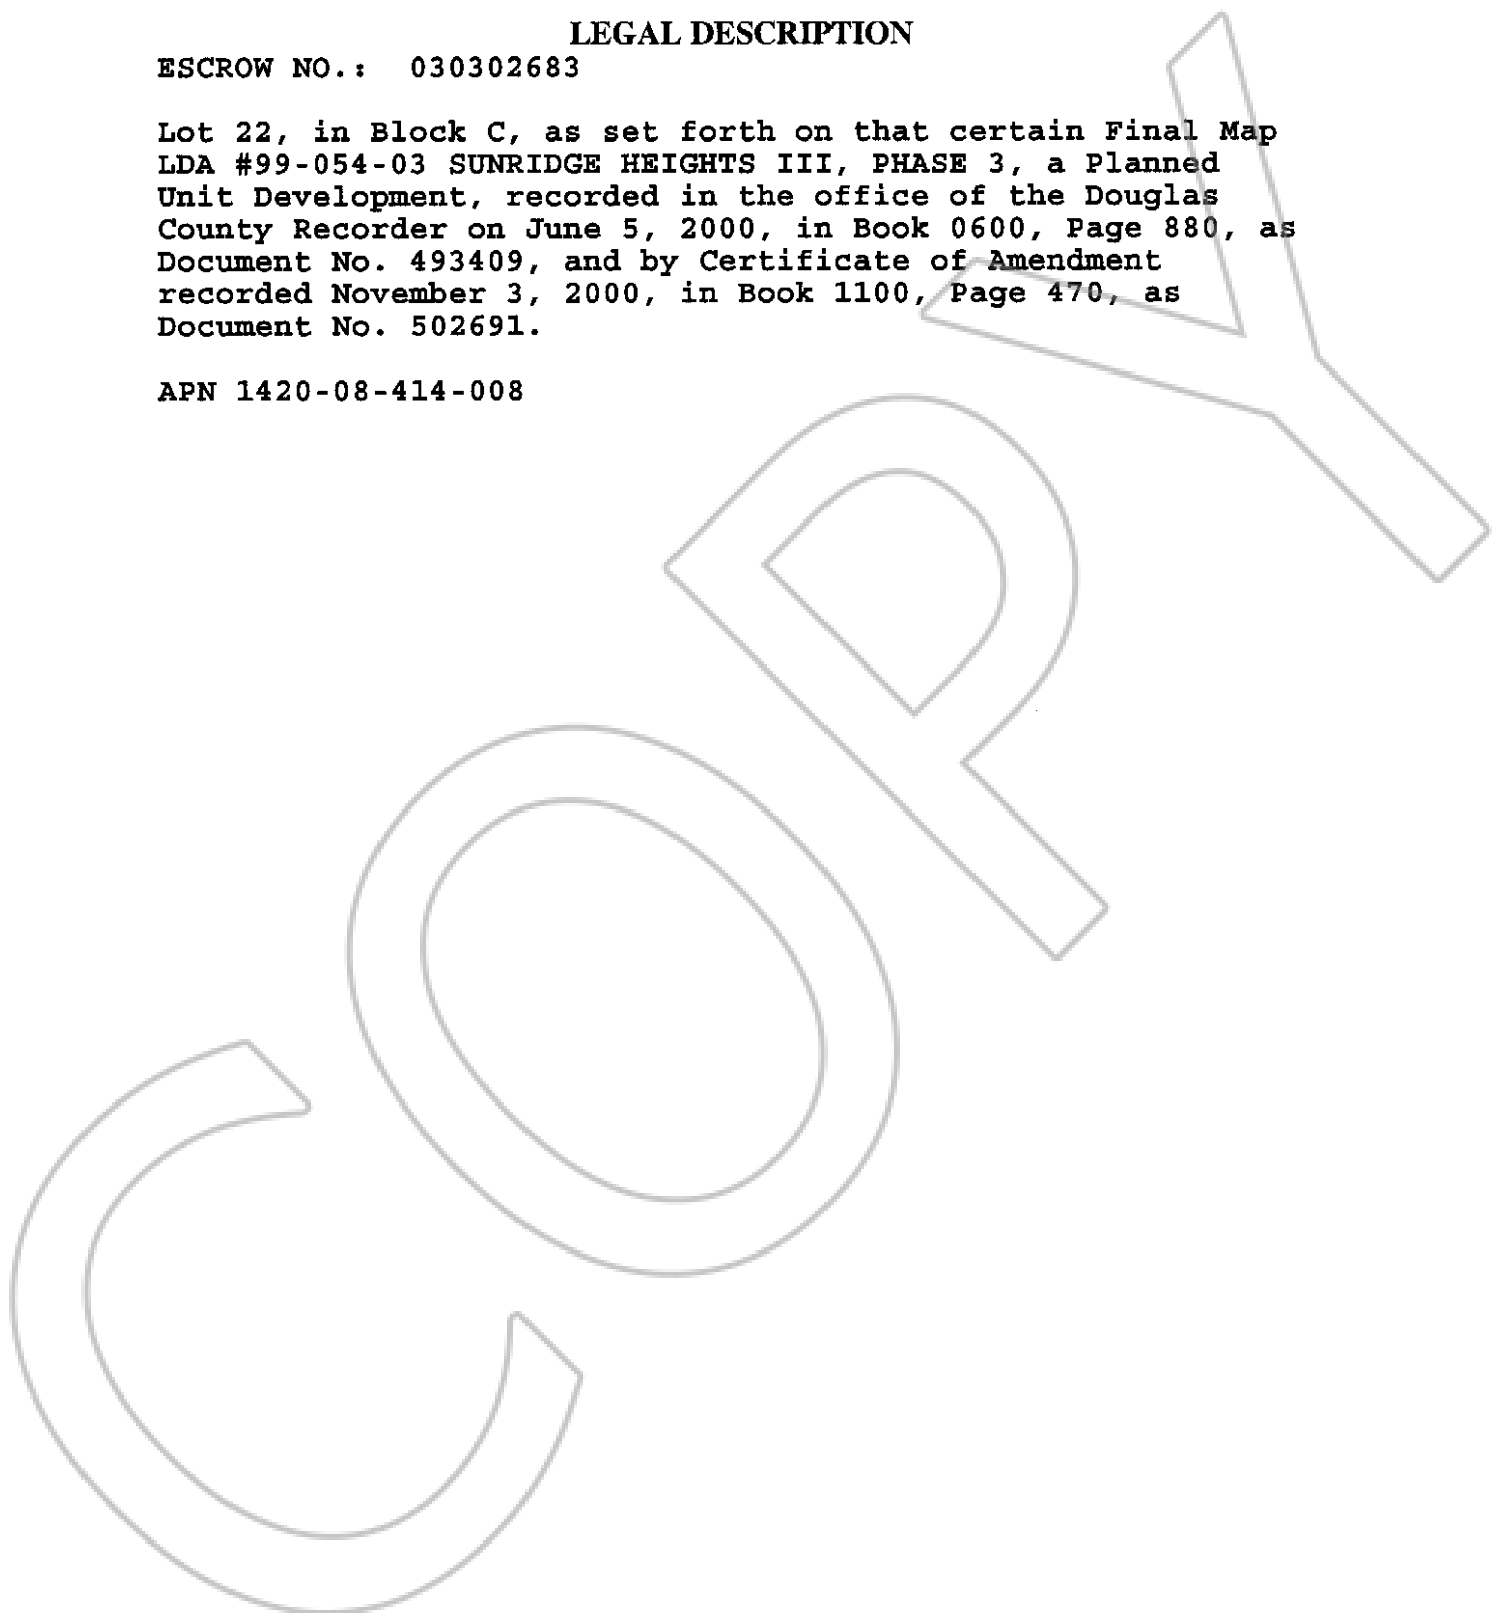 LEGAL DESCRIPTION
ESCROW NO.: 030302683
Lot 22, in Block C, as set forth on that certain Final Map
LDA #99-054-03 SUNRIDGE HEIGHTS III, PHASE 3, a Planned
Unit Development, recorded in the office of the Douglas
County Recorder on June 5, 2000, in Book 0600, Page 880, as
Document No. 493409, and by Certificate of Amendment
recorded November 3, 2000, in Book 1100, Page 470, as
Document No. 502691.
APN 1420-08-414-008
COPY